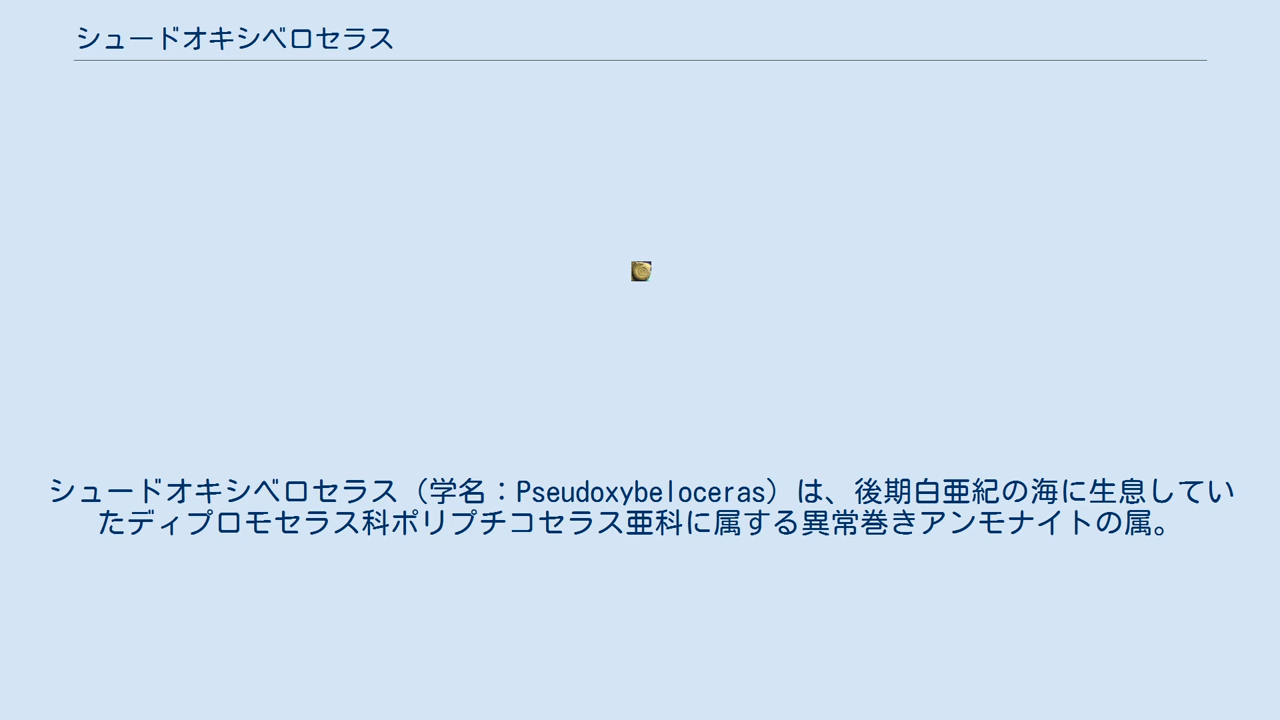 シュードオキシベロセラス
シュードオキシベロセラス（学名：Pseudoxybeloceras）は、後期白亜紀の海に生息してい
たディプロモセラス科ポリプチコセラス亜科に属する異常巻きアンモナイトの属。